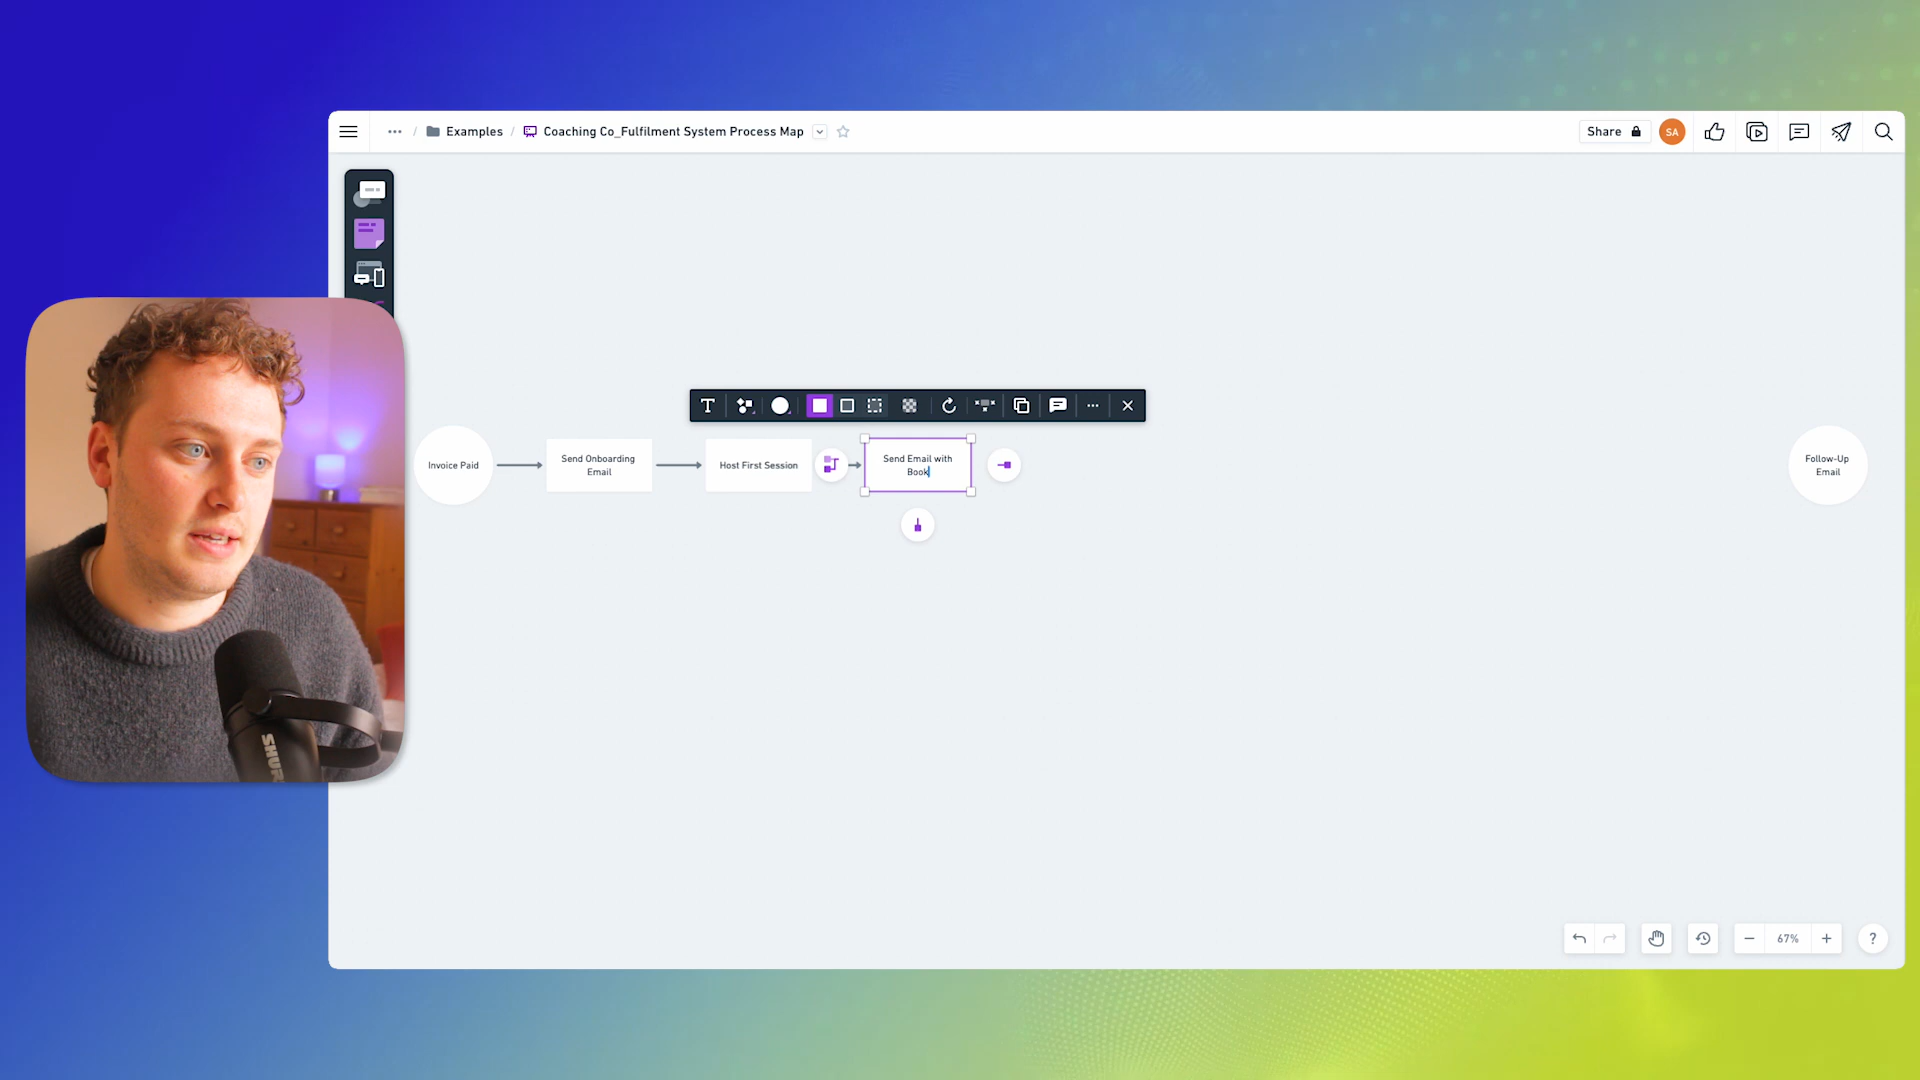 Examples
Coaching Co_Fulfilment System Process Map
Share
SA
T
Invoice Paid
Send Onboarding
Email
Host First Session
Send Email with
Book
Follow-Up
Email
SHURE
67%
?